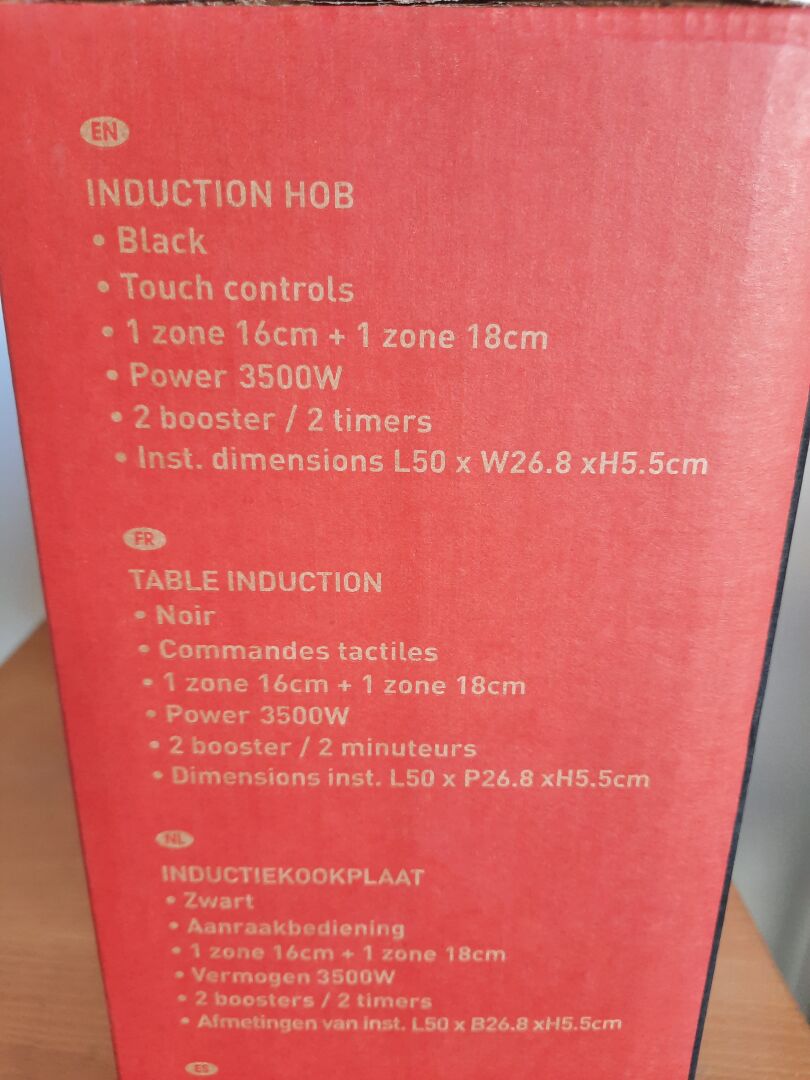 EN
INDUCTION HOB
• Black
• Touch controls
• 1 zone 16cm + 1 zone 18cm
• Power 3500W
• 2 booster / 2 timers
• Inst. dimensions L50 x W26.8 xH5.5cm
FR
TABLE INDUCTION
• Noir
• Commandes tactiles
• 1 zone 16cm + 1 zone 18cm
• Power 3500W
• 2 booster / 2 minuteurs
• Dimensions inst. L50 x P26.8 xH5.5cm
NL
INDUCTIEKOOKPLAAT
• Zwart
• Aanraakbediening
• 1 zone 16cm + 1 zone 18cm
• Vermogen 3500W
• 2 boosters / 2 timers
• Afmetingen van inst. L50 x B26.8 xH5.5cm
ES